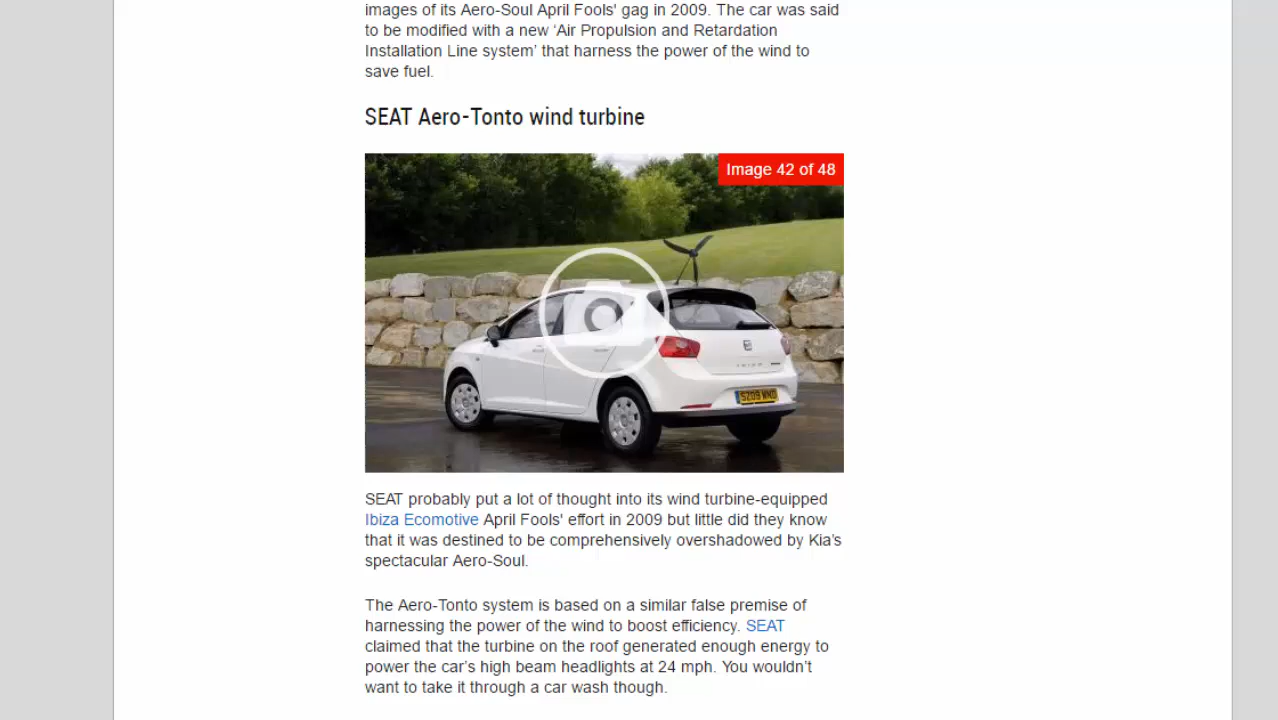 images of its Aero-Soul April Fools' gag in 2009. The car was said
to be modified with a new ‘Air Propulsion and Retardation
Installation Line system’ that harness the power of the wind to
save fuel.
SEAT Aero-Tonto wind turbine
Image 42 of 48
IBIZA
SZ09 WND
SEAT probably put a lot of thought into its wind turbine-equipped
Ibiza Ecomotive April Fools' effort in 2009 but little did they know
that it was destined to be comprehensively overshadowed by Kia’s
spectacular Aero-Soul.
The Aero-Tonto system is based on a similar false premise of
harnessing the power of the wind to boost efficiency. SEAT
claimed that the turbine on the roof generated enough energy to
power the car’s high beam headlights at 24 mph. You wouldn’t
want to take it through a car wash though.